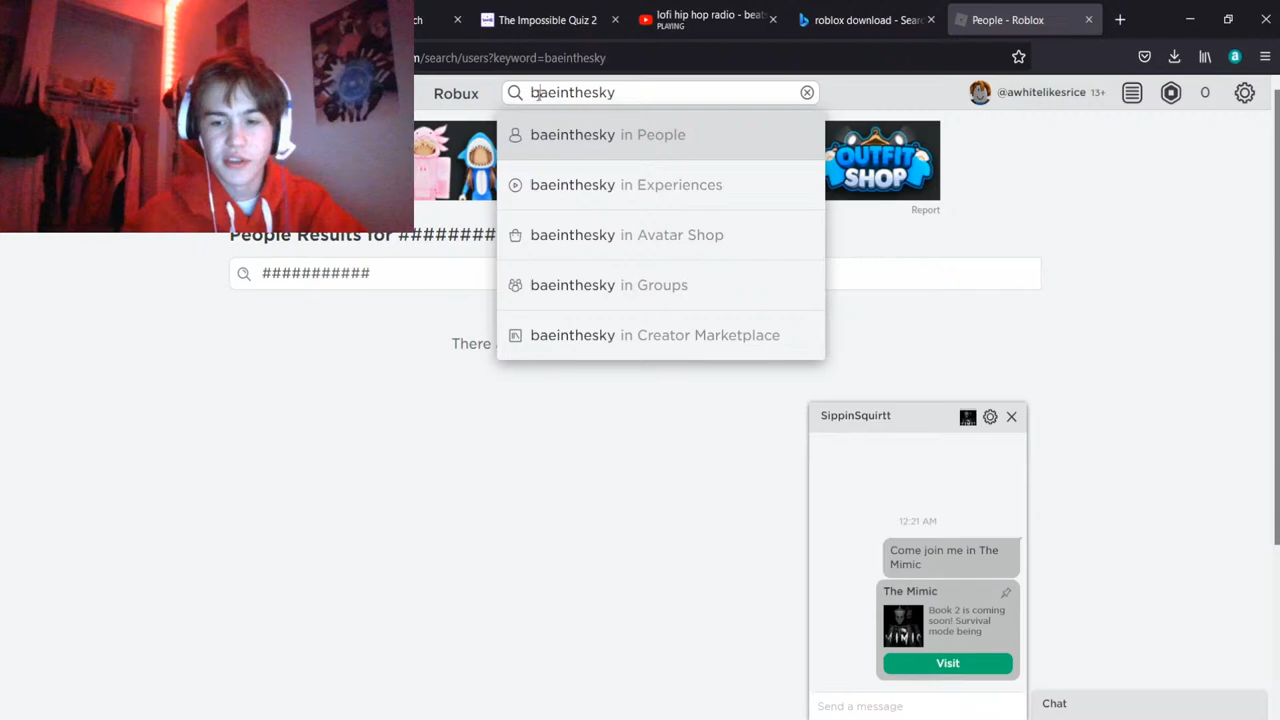 ch
The Impossible Quiz 2
lofi hip hop radio - beats
PLAYING
roblox download - Sear
People - Roblox
m/search/users?keyword=baeinthesky
Robux
baeinthesky
@awhitelikesrice 13+
0
baeinthesky in People
baeinthesky in Experiences
baeinthesky in Avatar Shop
baeinthesky in Groups
baeinthesky in Creator Marketplace
OUTFIT
SHOP
Report
People Results for ########
###########
There
SippinSquirtt
12:21 AM
Come join me in The
Mimic
The Mimic
Book 2 is coming
soon! Survival
mode being
MIMIC
Visit
Send a message
Chat